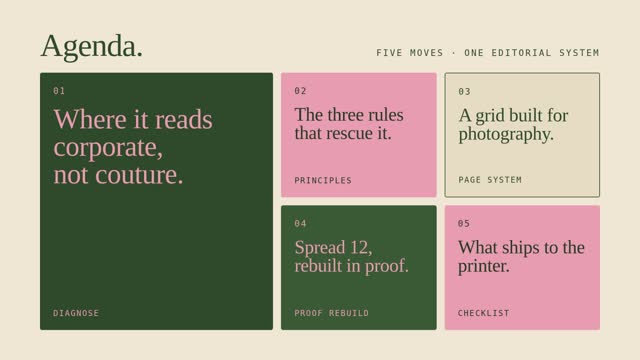 Agenda.
FIVE MOVES · ONE EDITORIAL SYSTEM
01
Where it reads
corporate,
not couture.
DIAGNOSE
02
The three rules
that rescue it.
PRINCIPLES
03
A grid built for
photography.
PAGE SYSTEM
04
Spread 12,
rebuilt in proof.
PROOF REBUILD
05
What ships to the
printer.
CHECKLIST